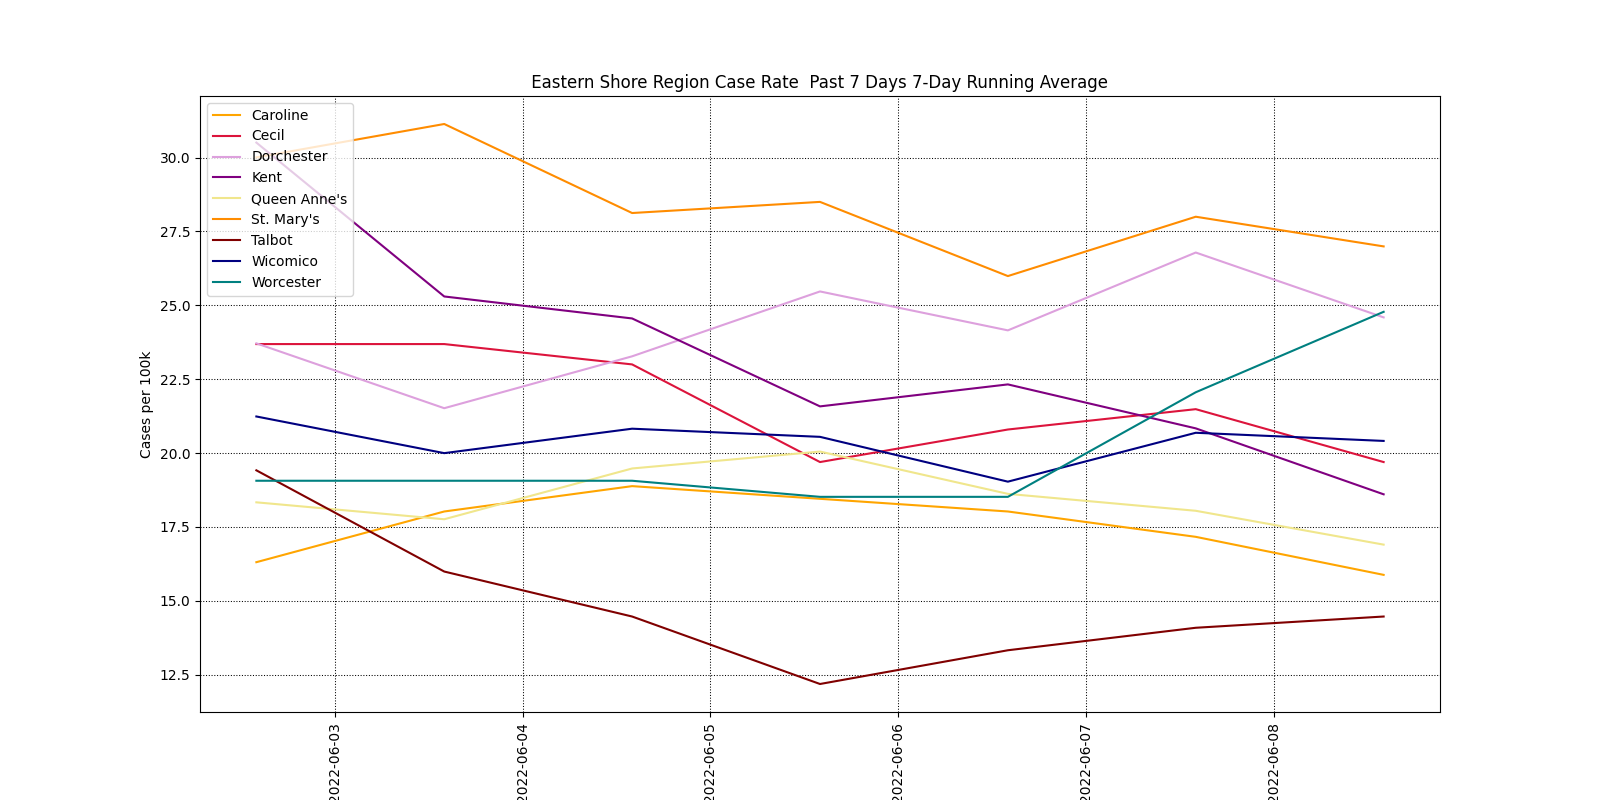 Eastern Shore Region Case Rate  Past 7 Days 7-Day Running Average
Caroline
Cecil
Dorchester
Kent
Queen Anne's
St. Mary's
Talbot
Wicomico
Worcester
30.0
27.5
25.0
22.5
20.0
17.5
15.0
12.5
Cases per 100k
2022-06-03
2022-06-04
2022-06-05
2022-06-06
2022-06-07
2022-06-08